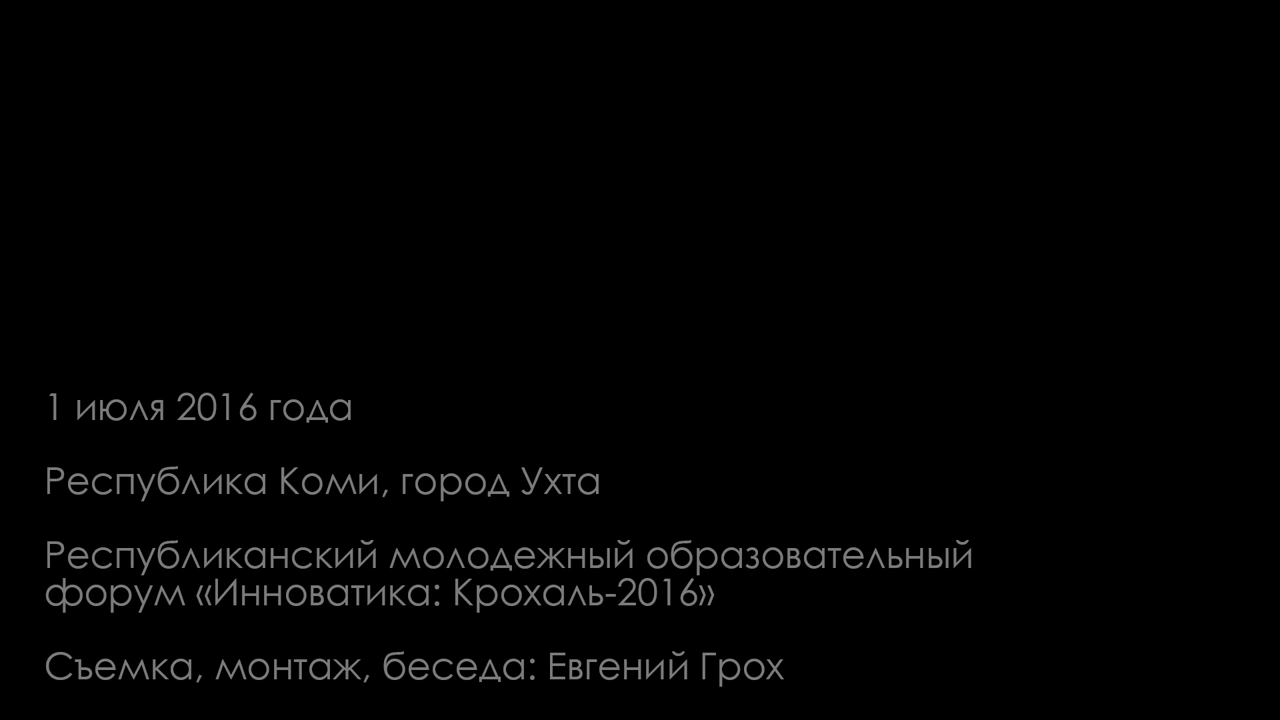 1 июля 2016 года
Республика Коми, город Ухта
Республиканский молодежный образовательный
форум «Инноватика: Крохаль-2016»
Съемка, монтаж, беседа: Евгений Грох